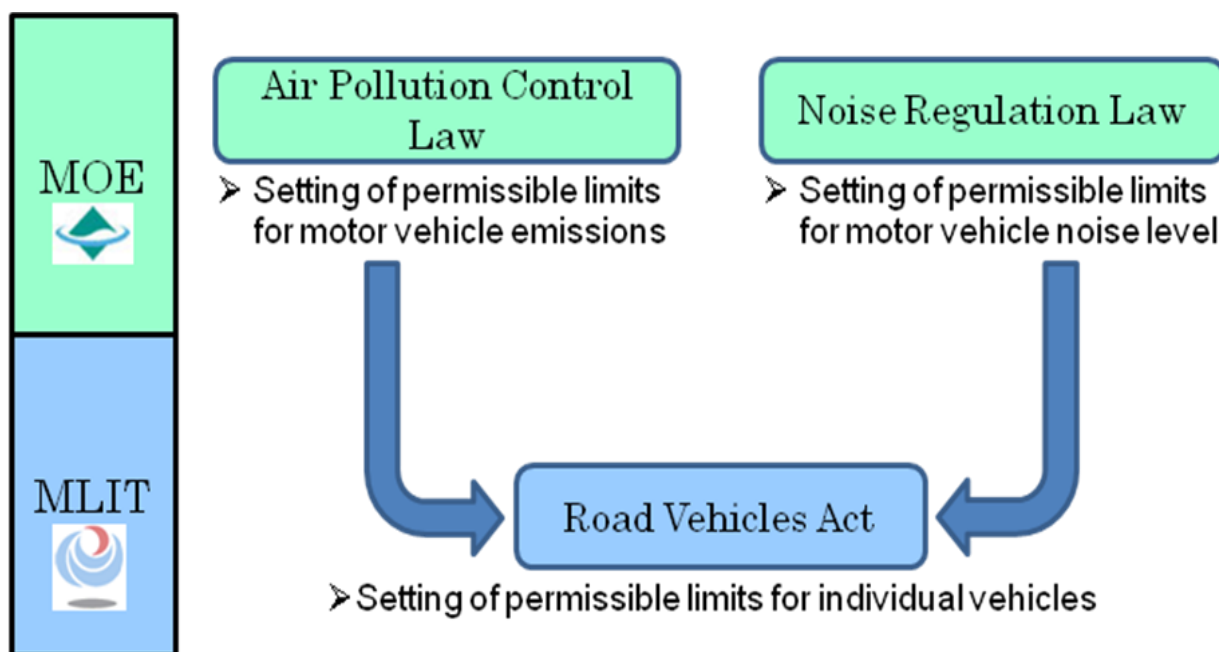 MOE
Air Pollution Control
Law
➤ Setting of permissible limits
for motor vehicle emissions
Noise Regulation Law
➤ Setting of permissible limits
for motor vehicle noise level
MLIT
Road Vehicles Act
➤ Setting of permissible limits for individual vehicles